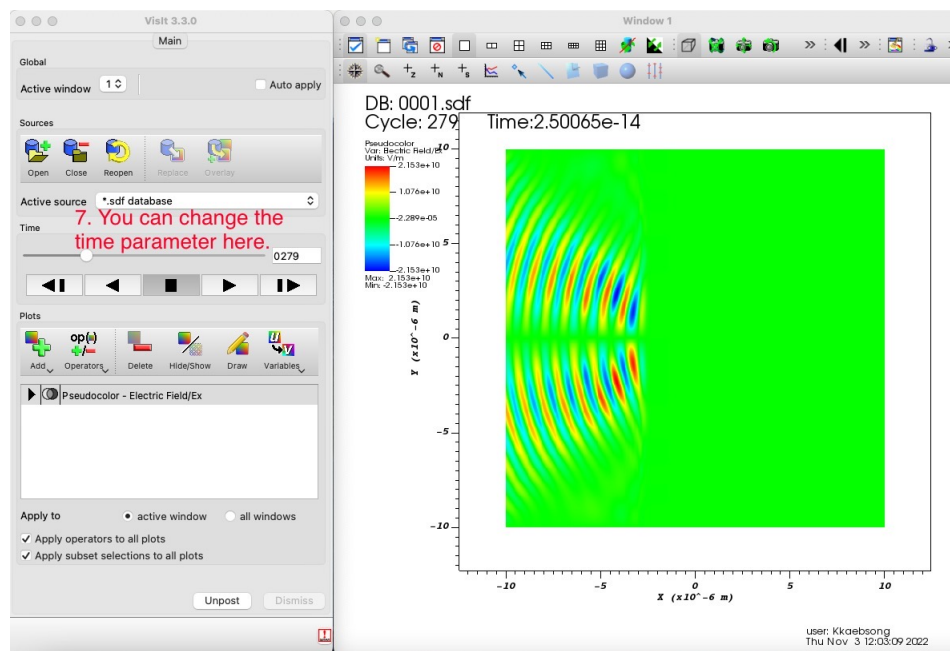 VisIt 3.3.0
Main
Global
Active window 1 Auto apply
Sources
Open Close Reopen Replace Overlay
Active source *.sdf database
7. You can change the
time parameter here.
Time
0279
Plots
op(=)
+/-
u
v
Add Operators Delete Hide/Show Draw Variables
Pseudocolor - Electric Field/Ex
Apply to active window all windows
Apply operators to all plots
Apply subset selections to all plots
Unpost Dismiss
Window 1
+z +N +s
DB: 0001.sdf
Cycle: 279 Time:2.50065e-14
Pseudocolor
Var: Electric Field/Ex
Units: V/m
2.153e+10
1.076e+10
-2.289e-05
-1.076e+10
-2.153e+10
Max: 2.153e+10
Min: -2.153e+10
10
5
0
-5
-10
Y (x10^-6 m)
-10 -5 0 5 10
X (x10^-6 m)
user: Kkaebsong
Thu Nov 3 12:03:09 2022